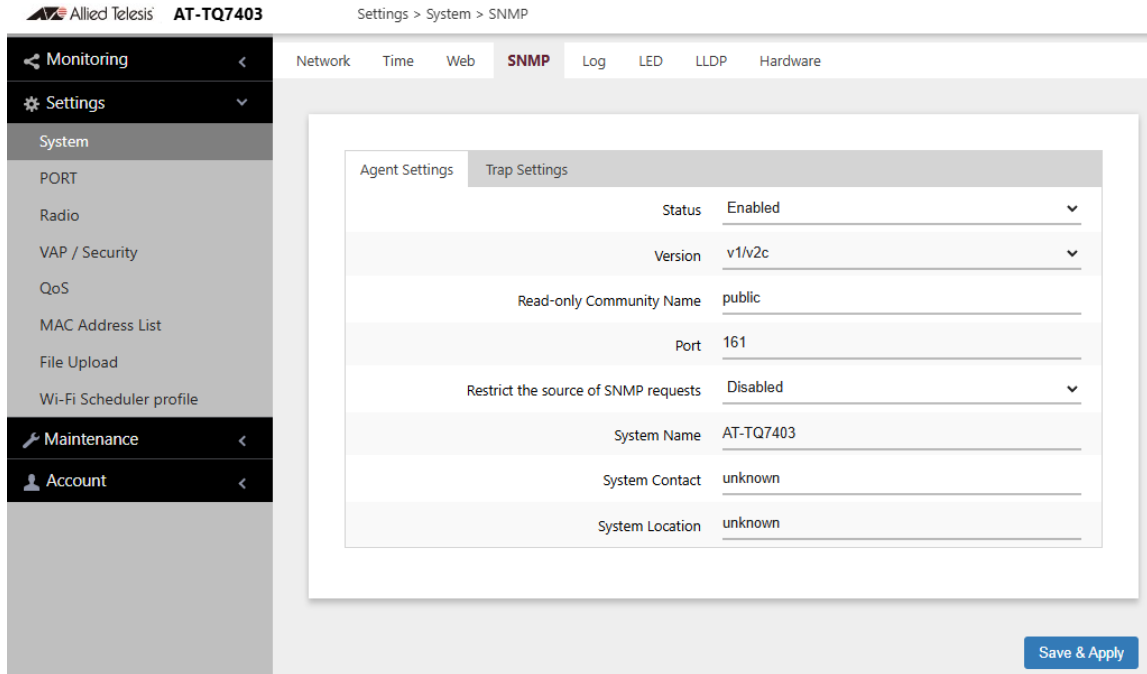 Allied Telesis AT-TQ7403 Settings > System > SNMP
Monitoring
Settings
System
PORT
Radio
VAP / Security
QoS
MAC Address List
File Upload
Wi-Fi Scheduler profile
Maintenance
Account
Network Time Web SNMP Log LED LLDP Hardware
Agent Settings Trap Settings
Status Enabled
Version v1/v2c
Read-only Community Name public
Port 161
Restrict the source of SNMP requests Disabled
System Name AT-TQ7403
System Contact unknown
System Location unknown
Save & Apply